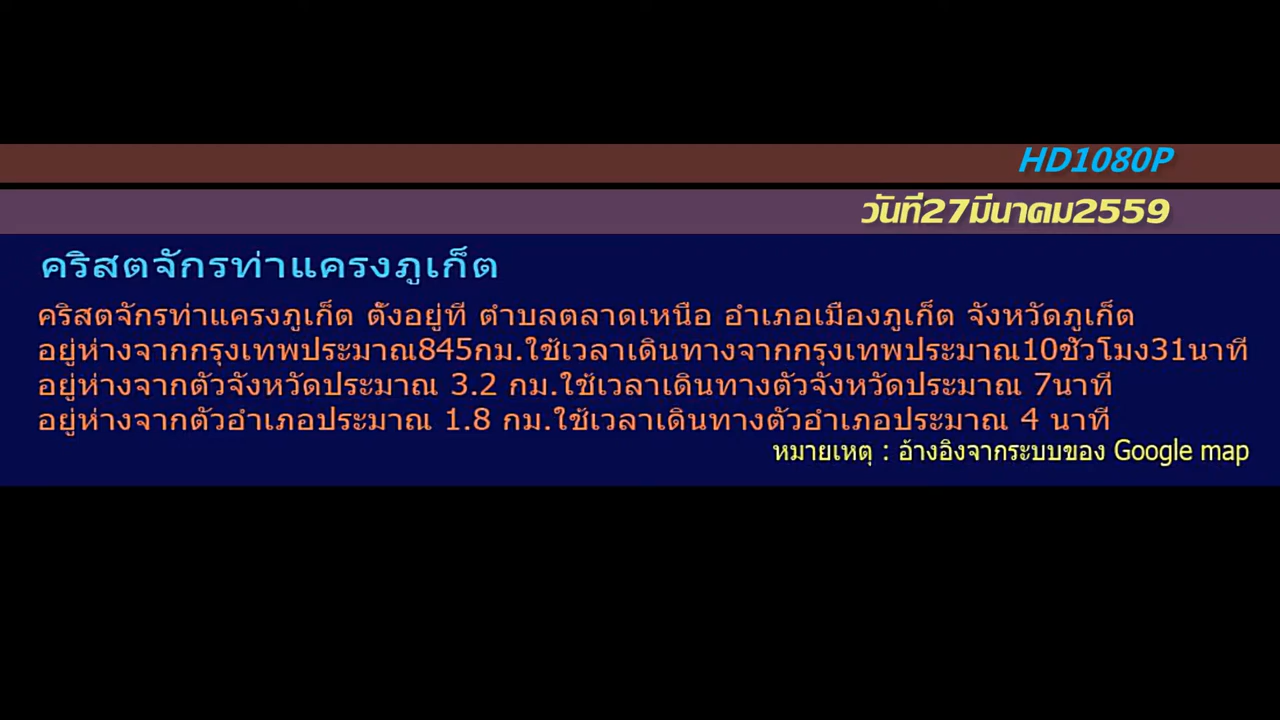 HD1080P
วันที่27มีนาคม2559
คริสตจักรท่าแครงภูเก็ต
คริสตจักรท่าแครงภูเก็ต ตั้งอยู่ที่ ตำบลตลาดเหนือ อำเภอเมืองภูเก็ต จังหวัดภูเก็ต
อยู่ห่างจากกรุงเทพประมาณ845กม.ใช้เวลาเดินทางจากกรุงเทพประมาณ10ชั่วโมง31นาที
อยู่ห่างจากตัวจังหวัดประมาณ 3.2 กม.ใช้เวลาเดินทางตัวจังหวัดประมาณ 7นาที
อยู่ห่างจากตัวอำเภอประมาณ 1.8 กม.ใช้เวลาเดินทางตัวอำเภอประมาณ 4 นาที
หมายเหตุ : อ้างอิงจากระบบของ Google map